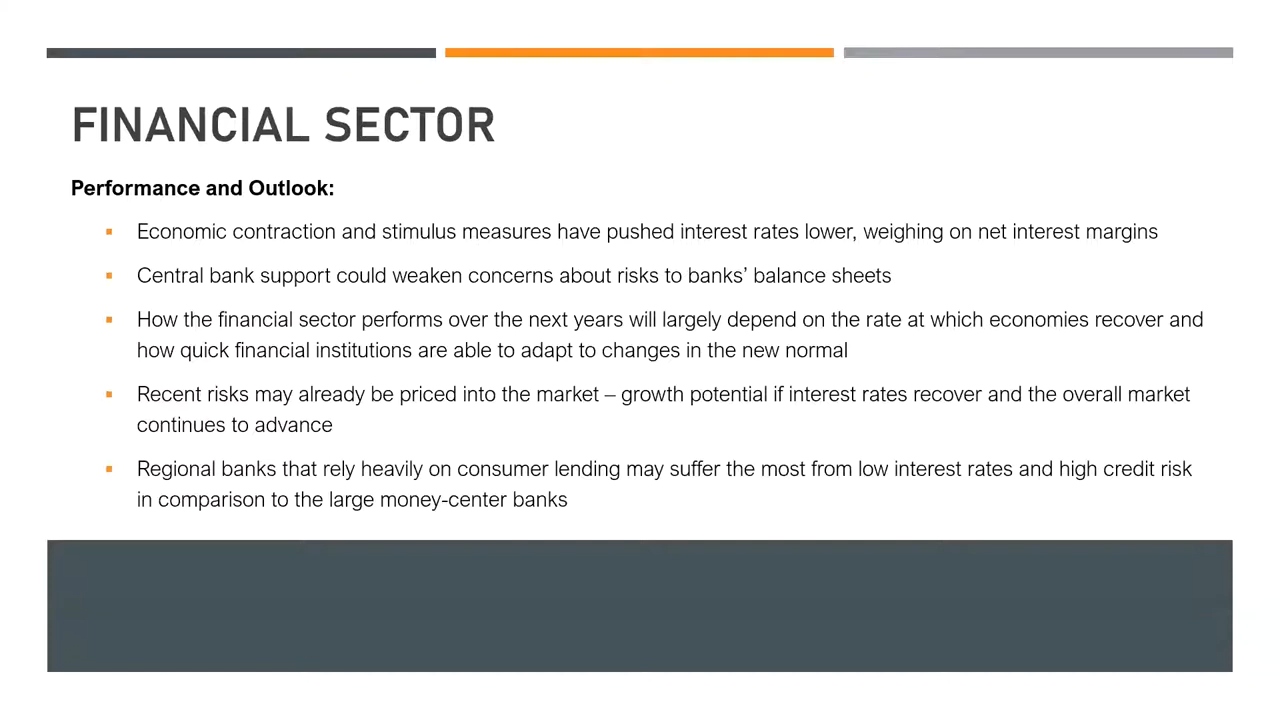 FINANCIAL SECTOR
Performance and Outlook:
▪ Economic contraction and stimulus measures have pushed interest rates lower, weighing on net interest margins
▪ Central bank support could weaken concerns about risks to banks’ balance sheets
▪ How the financial sector performs over the next years will largely depend on the rate at which economies recover and
how quick financial institutions are able to adapt to changes in the new normal
▪ Recent risks may already be priced into the market – growth potential if interest rates recover and the overall market
continues to advance
▪ Regional banks that rely heavily on consumer lending may suffer the most from low interest rates and high credit risk
in comparison to the large money-center banks